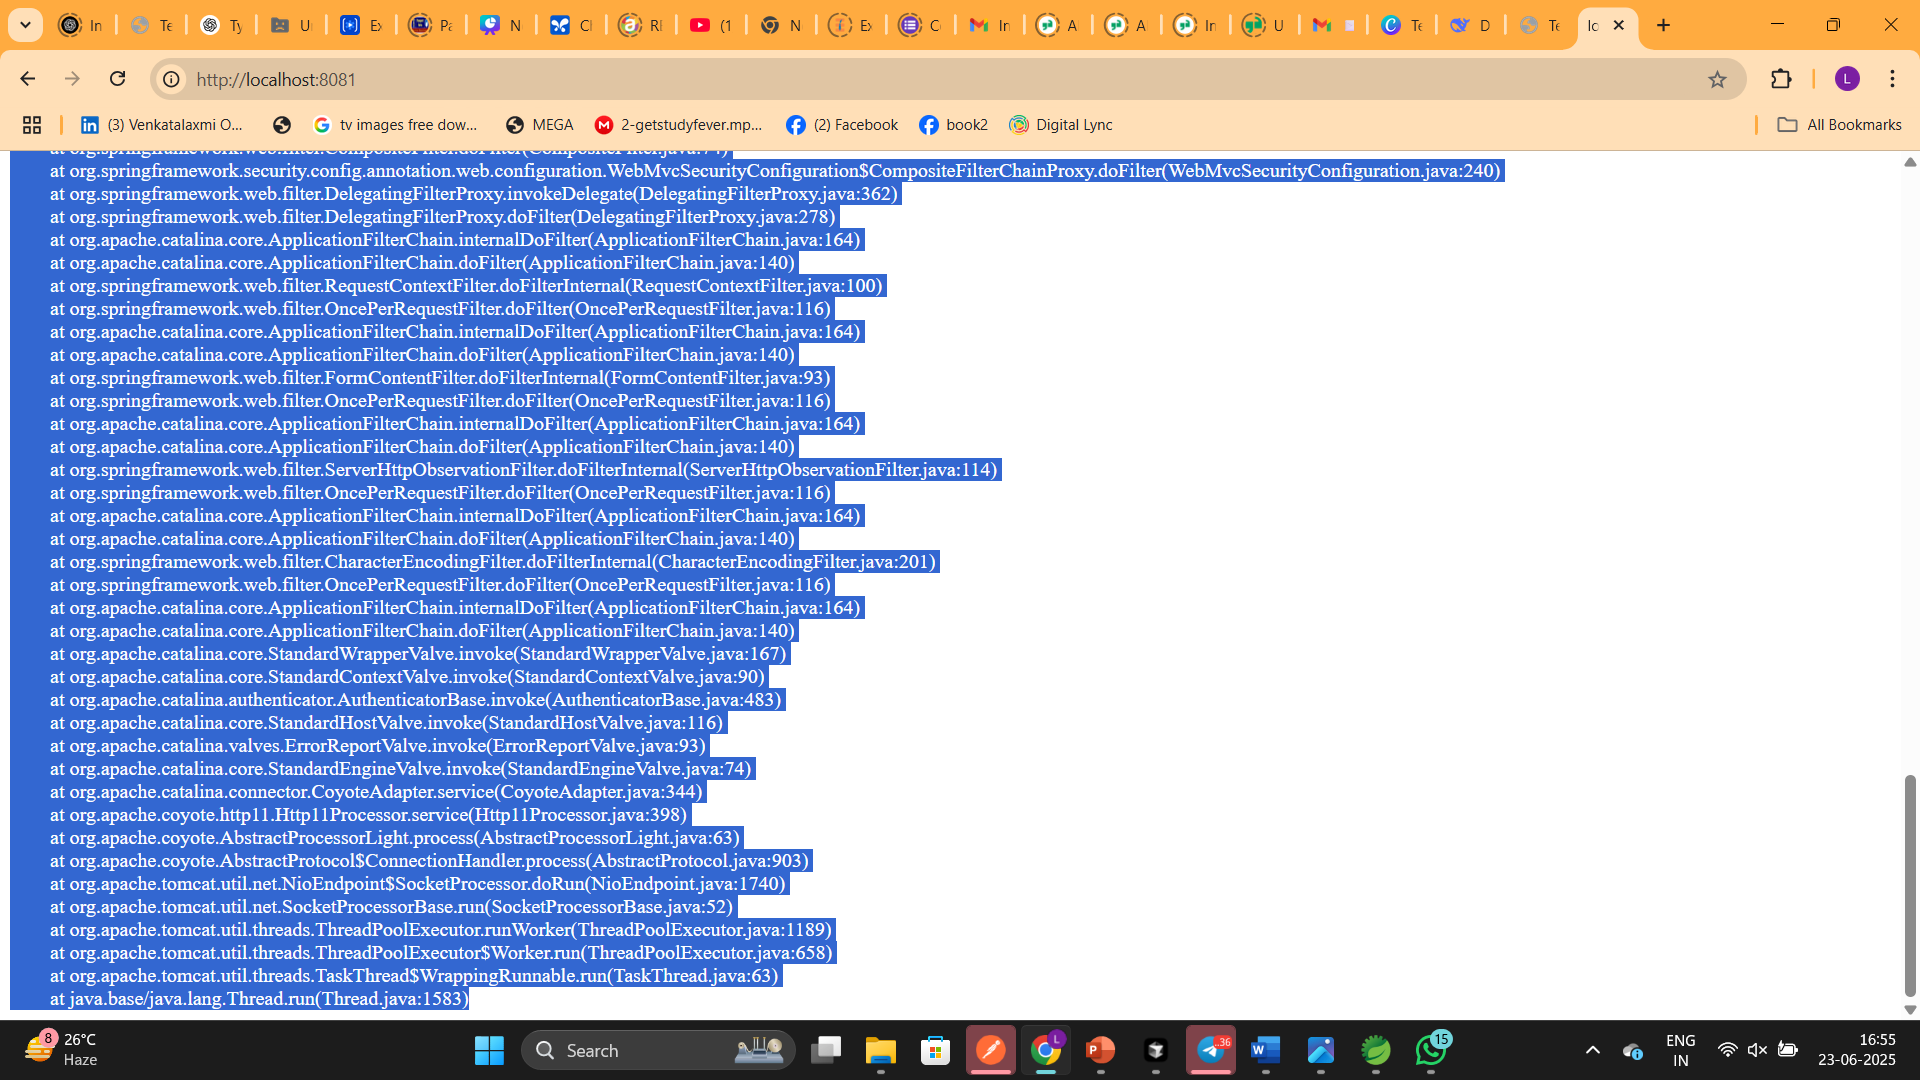 In
Te
Ty
U
Ex
Pa
N
Cl
RE
(1
N
Ex
C
In
A
A
In
U
Te
D
Te
lo
http://localhost:8081
L
(3) Venkatalaxmi O...
tv images free dow...
MEGA
2-getstudyfever.mp...
(2) Facebook
book2
Digital Lync
All Bookmarks
at org.springframework.web.filter.CompositeFilter.doFilter(CompositeFilter.java:74)
at org.springframework.security.config.annotation.web.configuration.WebMvcSecurityConfiguration$CompositeFilterChainProxy.doFilter(WebMvcSecurityConfiguration.java:240)
at org.springframework.web.filter.DelegatingFilterProxy.invokeDelegate(DelegatingFilterProxy.java:362)
at org.springframework.web.filter.DelegatingFilterProxy.doFilter(DelegatingFilterProxy.java:278)
at org.apache.catalina.core.ApplicationFilterChain.internalDoFilter(ApplicationFilterChain.java:164)
at org.apache.catalina.core.ApplicationFilterChain.doFilter(ApplicationFilterChain.java:140)
at org.springframework.web.filter.RequestContextFilter.doFilterInternal(RequestContextFilter.java:100)
at org.springframework.web.filter.OncePerRequestFilter.doFilter(OncePerRequestFilter.java:116)
at org.apache.catalina.core.ApplicationFilterChain.internalDoFilter(ApplicationFilterChain.java:164)
at org.apache.catalina.core.ApplicationFilterChain.doFilter(ApplicationFilterChain.java:140)
at org.springframework.web.filter.FormContentFilter.doFilterInternal(FormContentFilter.java:93)
at org.springframework.web.filter.OncePerRequestFilter.doFilter(OncePerRequestFilter.java:116)
at org.apache.catalina.core.ApplicationFilterChain.internalDoFilter(ApplicationFilterChain.java:164)
at org.apache.catalina.core.ApplicationFilterChain.doFilter(ApplicationFilterChain.java:140)
at org.springframework.web.filter.ServerHttpObservationFilter.doFilterInternal(ServerHttpObservationFilter.java:114)
at org.springframework.web.filter.OncePerRequestFilter.doFilter(OncePerRequestFilter.java:116)
at org.apache.catalina.core.ApplicationFilterChain.internalDoFilter(ApplicationFilterChain.java:164)
at org.apache.catalina.core.ApplicationFilterChain.doFilter(ApplicationFilterChain.java:140)
at org.springframework.web.filter.CharacterEncodingFilter.doFilterInternal(CharacterEncodingFilter.java:201)
at org.springframework.web.filter.OncePerRequestFilter.doFilter(OncePerRequestFilter.java:116)
at org.apache.catalina.core.ApplicationFilterChain.internalDoFilter(ApplicationFilterChain.java:164)
at org.apache.catalina.core.ApplicationFilterChain.doFilter(ApplicationFilterChain.java:140)
at org.apache.catalina.core.StandardWrapperValve.invoke(StandardWrapperValve.java:167)
at org.apache.catalina.core.StandardContextValve.invoke(StandardContextValve.java:90)
at org.apache.catalina.authenticator.AuthenticatorBase.invoke(AuthenticatorBase.java:483)
at org.apache.catalina.core.StandardHostValve.invoke(StandardHostValve.java:116)
at org.apache.catalina.valves.ErrorReportValve.invoke(ErrorReportValve.java:93)
at org.apache.catalina.core.StandardEngineValve.invoke(StandardEngineValve.java:74)
at org.apache.catalina.connector.CoyoteAdapter.service(CoyoteAdapter.java:344)
at org.apache.coyote.http11.Http11Processor.service(Http11Processor.java:398)
at org.apache.coyote.AbstractProcessorLight.process(AbstractProcessorLight.java:63)
at org.apache.coyote.AbstractProtocol$ConnectionHandler.process(AbstractProtocol.java:903)
at org.apache.tomcat.util.net.NioEndpoint$SocketProcessor.doRun(NioEndpoint.java:1740)
at org.apache.tomcat.util.net.SocketProcessorBase.run(SocketProcessorBase.java:52)
at org.apache.tomcat.util.threads.ThreadPoolExecutor.runWorker(ThreadPoolExecutor.java:1189)
at org.apache.tomcat.util.threads.ThreadPoolExecutor$Worker.run(ThreadPoolExecutor.java:658)
at org.apache.tomcat.util.threads.TaskThread$WrappingRunnable.run(TaskThread.java:63)
at java.base/java.lang.Thread.run(Thread.java:1583)
8
26°C
Haze
Search
L
36
15
ENG
IN
16:55
23-06-2025